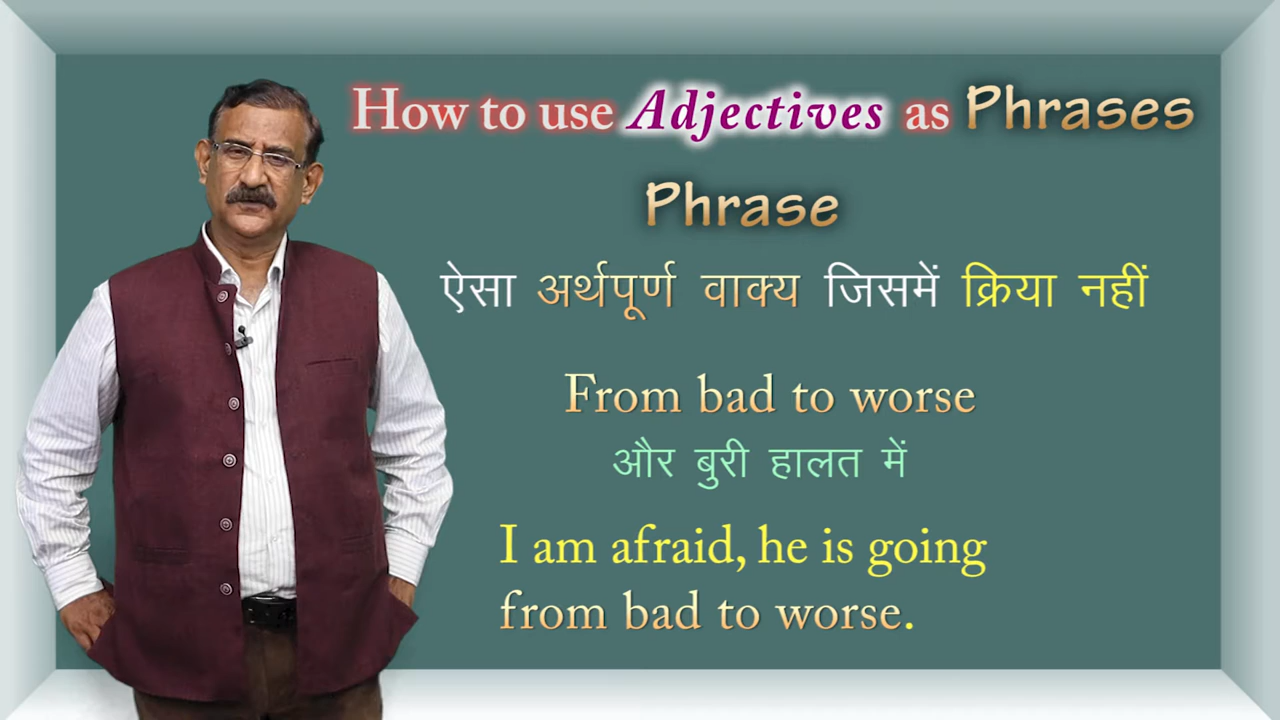 How to use Adjectives as Phrases
Phrase
ऐसा अर्थपूर्ण वाक्य जिसमें क्रिया नहीं
From bad to worse
और बुरी हालत में
I am afraid, he is going
from bad to worse.